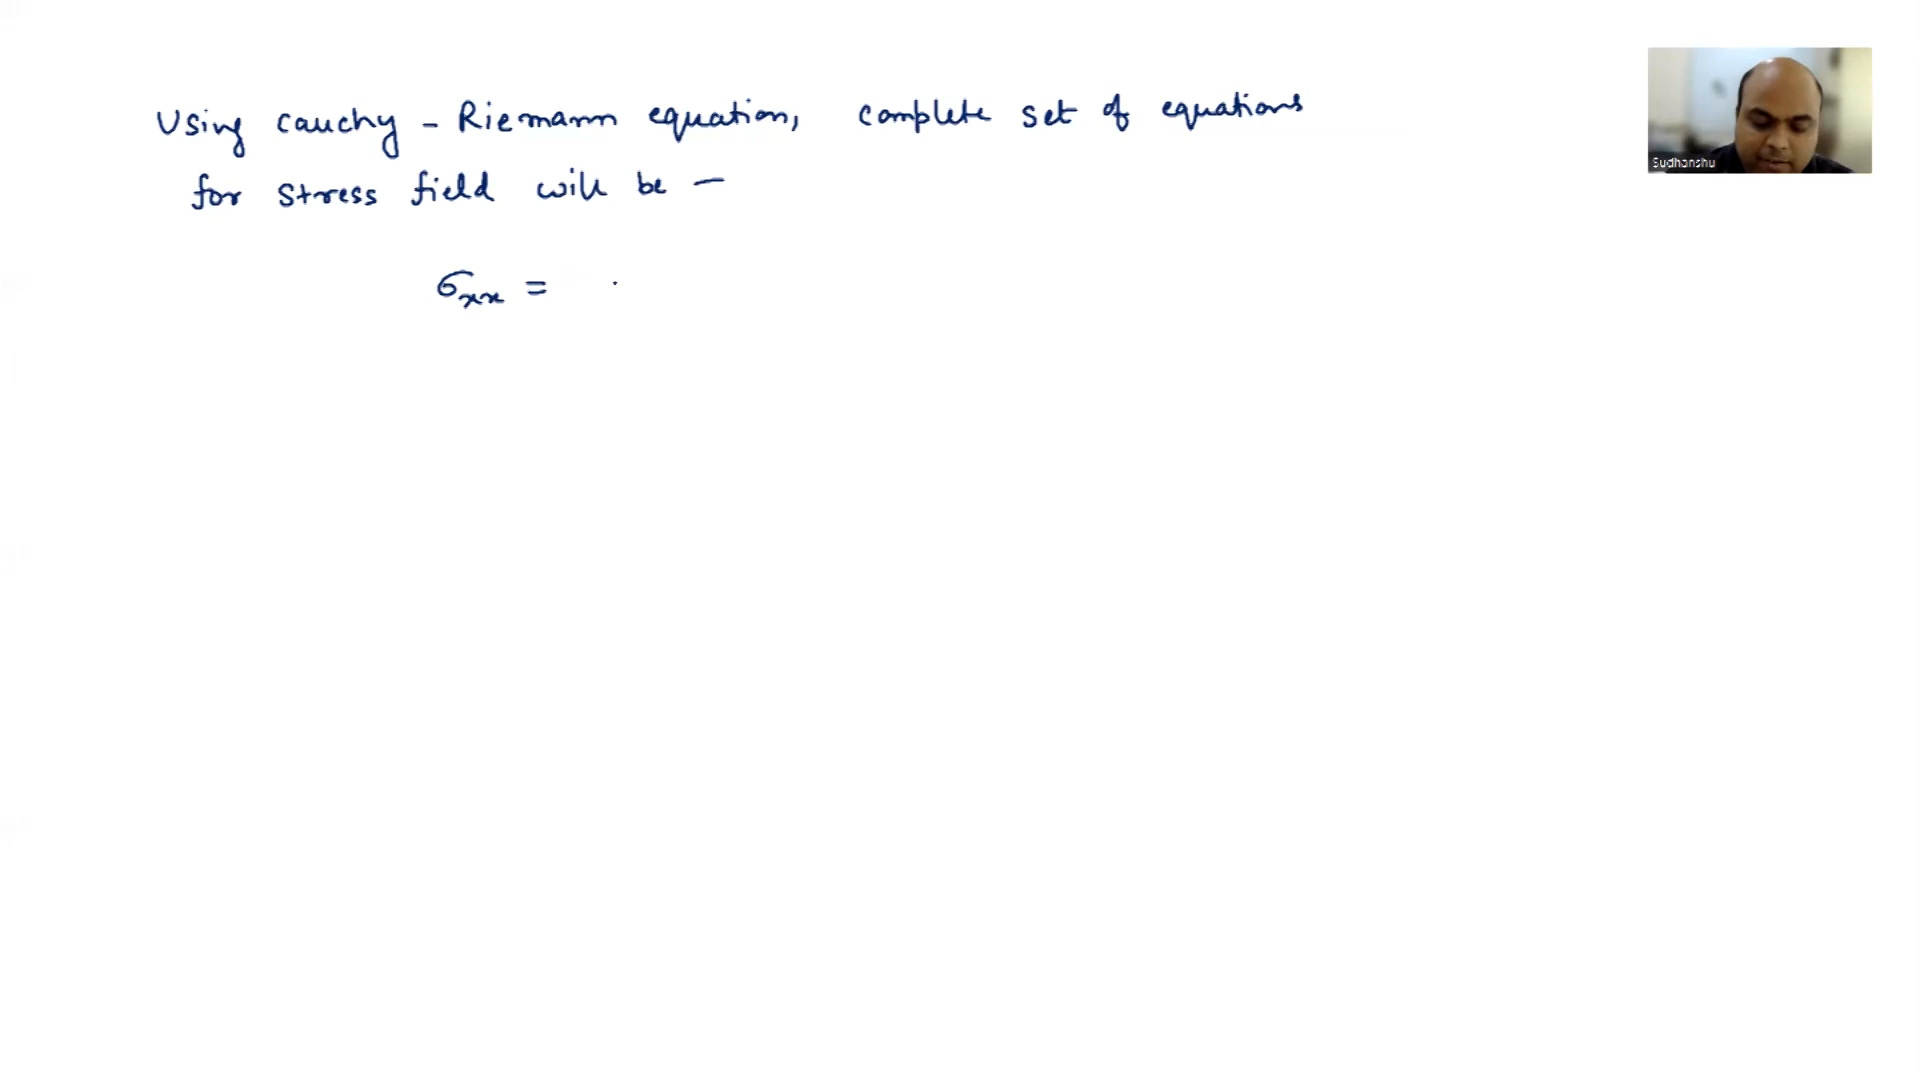 Using Cauchy - Riemann equation, complete set of equations
for stress field will be -
σxx =
Sudhanshu